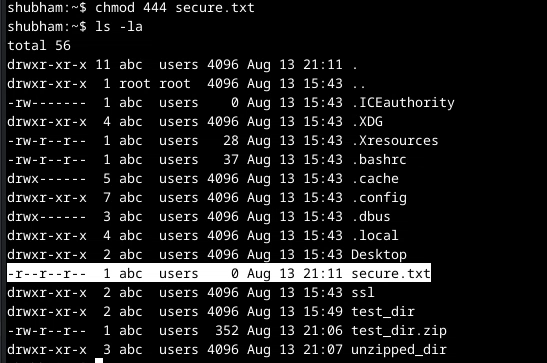 shubham:~$ chmod 444 secure.txt
shubham:~$ ls -la
total 56
drwxr-xr-x 11 abc  users 4096 Aug 13 21:11 .
drwxr-xr-x  1 root root  4096 Aug 13 15:43 ..
-rw-------  1 abc  users    0 Aug 13 15:43 .ICEauthority
drwxr-xr-x  4 abc  users 4096 Aug 13 15:43 .XDG
-rw-r--r--  1 abc  users   28 Aug 13 15:43 .Xresources
-rw-r--r--  1 abc  users   37 Aug 13 15:43 .bashrc
drwx------  5 abc  users 4096 Aug 13 15:43 .cache
drwxr-xr-x  7 abc  users 4096 Aug 13 15:43 .config
drwx------  3 abc  users 4096 Aug 13 15:43 .dbus
drwxr-xr-x  4 abc  users 4096 Aug 13 15:43 .local
drwxr-xr-x  2 abc  users 4096 Aug 13 15:43 Desktop
-r--r--r--  1 abc  users    0 Aug 13 21:11 secure.txt
drwxr-xr-x  2 abc  users 4096 Aug 13 15:43 ssl
drwxr-xr-x  2 abc  users 4096 Aug 13 15:49 test_dir
-rw-r--r--  1 abc  users  352 Aug 13 21:06 test_dir.zip
drwxr-xr-x  3 abc  users 4096 Aug 13 21:07 unzipped_dir